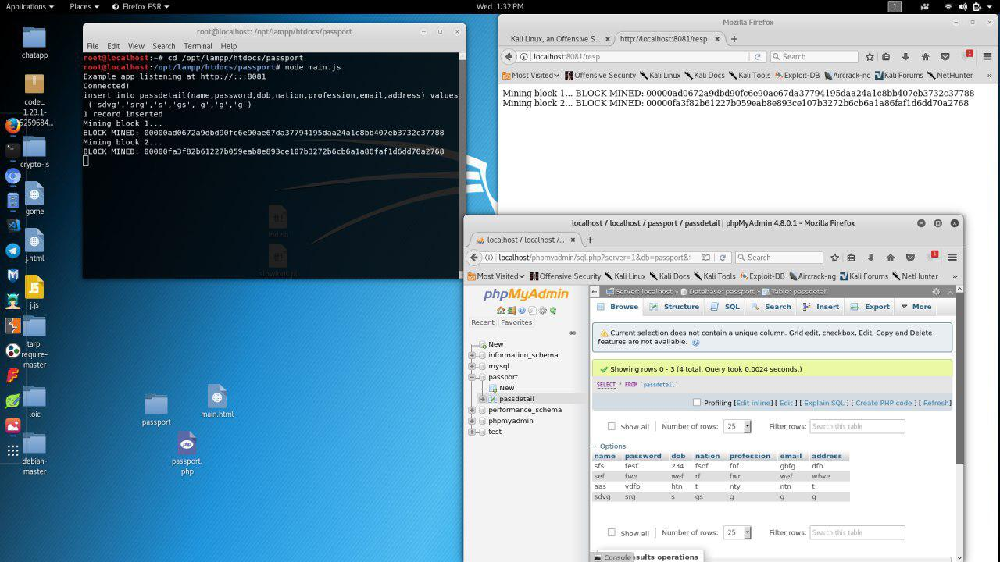 Applications Places Firefox ESR Wed 1:32 PM 1
chatapp
code_
1.23.1-
5259684...
crypto-js
gome
j.html
JS
j.js
tarp.
require-
master
loic
debian-
master
passport
main.html
php
passport.
php
root@localhost: /opt/lampp/htdocs/passport
File Edit View Search Terminal Help
root@localhost:~# cd /opt/lampp/htdocs/passport
root@localhost:/opt/lampp/htdocs/passport# node main.js
Example app listening at http://:::8081
Connected!
insert into passdetail(name,password,dob,nation,profession,email,address) values
('sdvg','srg','s','gs','g','g','g')
1 record inserted
Mining block 1...
BLOCK MINED: 00000ad0672a9dbd90fc6e90ae67da37794195daa24a1c8bb407eb3732c37788
Mining block 2...
BLOCK MINED: 00000fa3f82b61227b059eab8e893ce107b3272b6cb6a1a86faf1d6dd70a2768
#!
#!
slowloris.pl
Mozilla Firefox
Kali Linux, an Offensive S... http://localhost:8081/resp
localhost:8081/resp Search 1
Most Visited Offensive Security Kali Linux Kali Docs Kali Tools Exploit-DB Aircrack-ng Kali Forums NetHunter »
Mining block 1... BLOCK MINED: 00000ad0672a9dbd90fc6e90ae67da37794195daa24a1c8bb407eb3732c37788
Mining block 2... BLOCK MINED: 00000fa3f82b61227b059eab8e893ce107b3272b6cb6a1a86faf1d6dd70a2768
localhost / localhost / passport / passdetail | phpMyAdmin 4.8.0.1 - Mozilla Firefox
localhost / localhost /...
localhost/phpmyadmin/sql.php?server=1&db=passport& Search 1
Most Visited Offensive Security Kali Linux Kali Docs Kali Tools Exploit-DB Aircrack-ng Kali Forums NetHunter »
phpMyAdmin
Recent Favorites
New
information_schema
mysql
passport
New
passdetail
performance_schema
phpmyadmin
test
Server: localhost » Database: passport » Table: passdetail
Browse Structure SQL Search Insert Export More
Current selection does not contain a unique column. Grid edit, checkbox, Edit, Copy and Delete
features are not available.
Showing rows 0 - 3 (4 total, Query took 0.0024 seconds.)
SELECT * FROM `passdetail`
Profiling [Edit inline] [ Edit ] [ Explain SQL ] [ Create PHP code ] [ Refresh]
Show all Number of rows: 25 Filter rows: Search this table
+ Options
name password dob nation profession email address
sfs fesf 234 fsdf fnf gbfg dfh
sef fwe wef rf fwr wef wfwe
aas vdfb htn t nty ntn t
sdvg srg s gs g g g
Show all Number of rows: 25 Filter rows: Search this table
Console esults operations